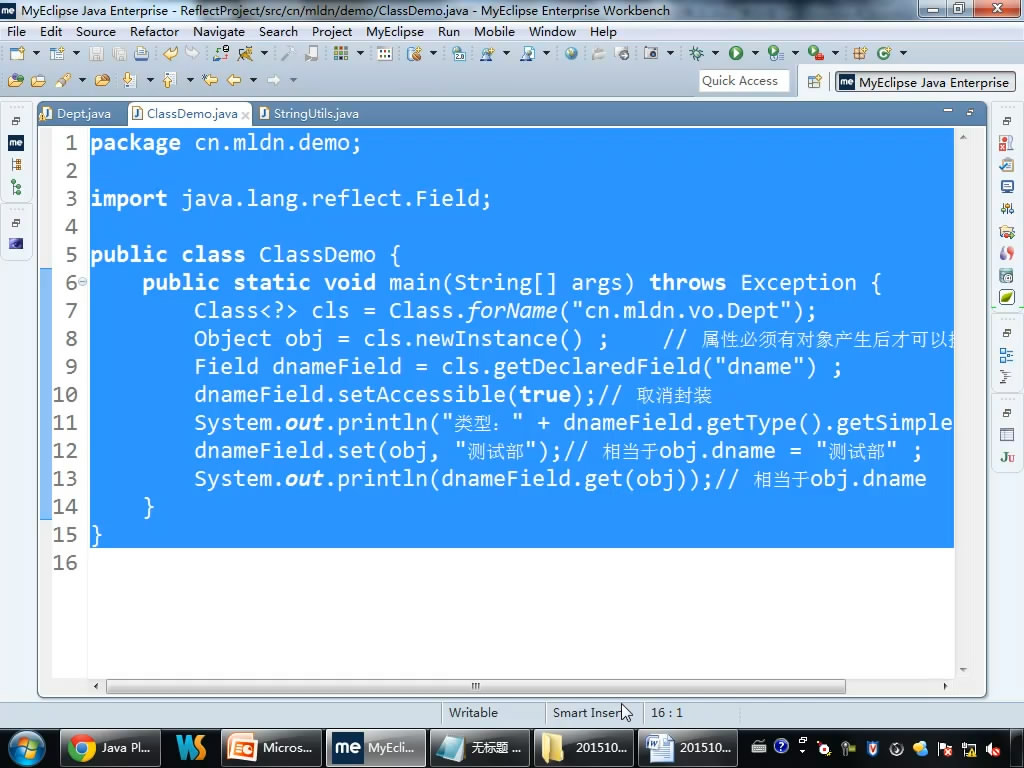 MyEclipse Java Enterprise - ReflectProject/src/cn/mldn/demo/ClassDemo.java - MyEclipse Enterprise Workbench
File Edit Source Refactor Navigate Search Project MyEclipse Run Mobile Window Help
Quick Access
MyEclipse Java Enterprise
Dept.java ClassDemo.java StringUtils.java
1 package cn.mldn.demo;
2
3 import java.lang.reflect.Field;
4
5 public class ClassDemo {
6 public static void main(String[] args) throws Exception {
7 Class<?> cls = Class.forName("cn.mldn.vo.Dept");
8 Object obj = cls.newInstance() ; // 属性必须有对象产生后才可以
9 Field dnameField = cls.getDeclaredField("dname") ;
10 dnameField.setAccessible(true);// 取消封装
11 System.out.println("类型：" + dnameField.getType().getSimple
12 dnameField.set(obj, "测试部");// 相当于obj.dname = "测试部" ;
13 System.out.println(dnameField.get(obj));// 相当于obj.dname
14 }
15 }
16
Writable Smart Insert 16 : 1
Java Pl... Micros... MyEcli... 无标题 ... 201510... 201510...